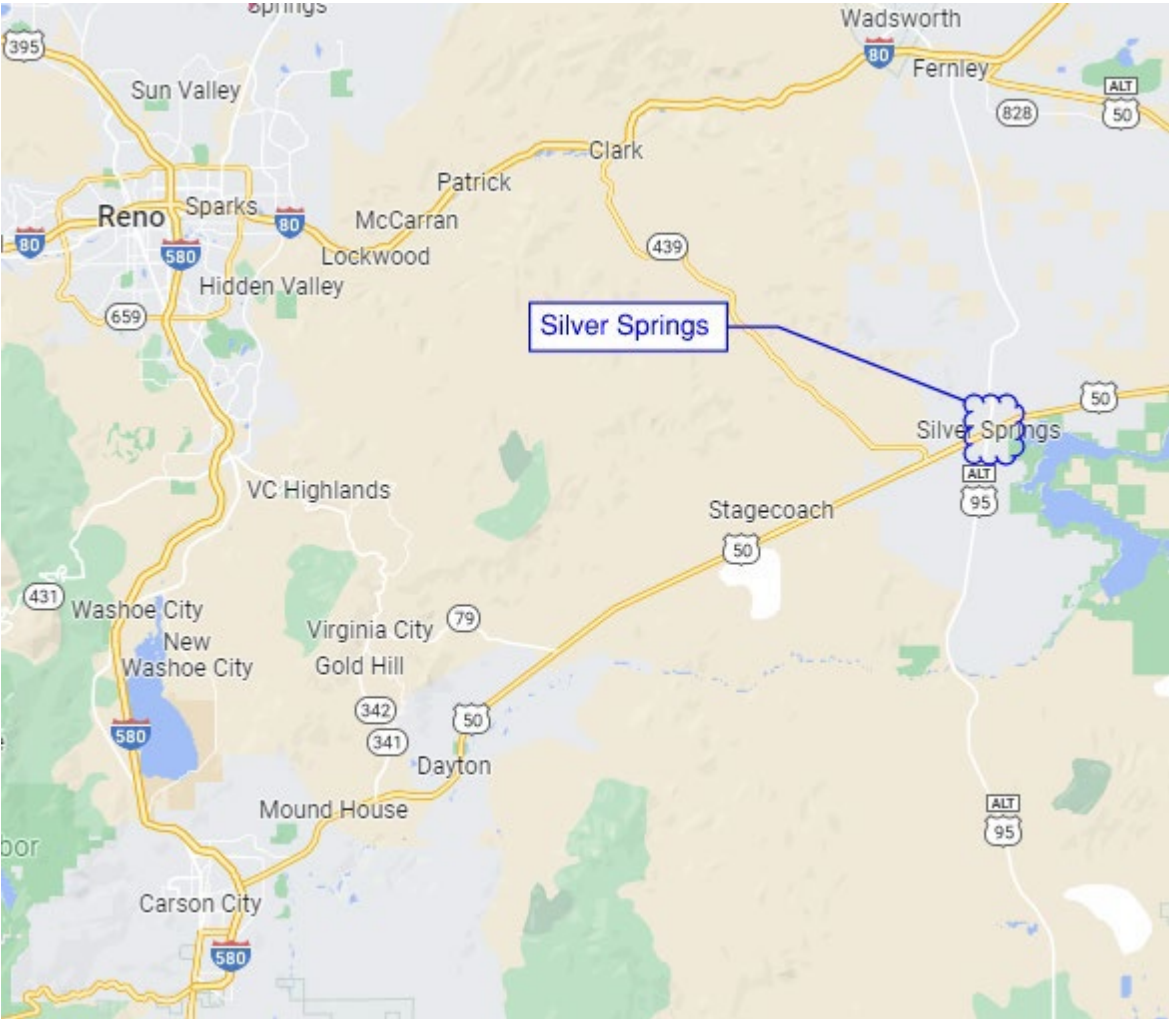 Springs
Wadsworth
395
80
Fernley
Sun Valley
ALT
50
828
Clark
Patrick
Reno
Sparks
McCarran
80
80
439
580
Lockwood
Hidden Valley
659
Silver Springs
50
Silver Springs
ALT
95
VC Highlands
Stagecoach
50
431
Washoe City
79
Virginia City
New
Washoe City
Gold Hill
342
50
580
341
Dayton
Mound House
ALT
95
Carson City
580